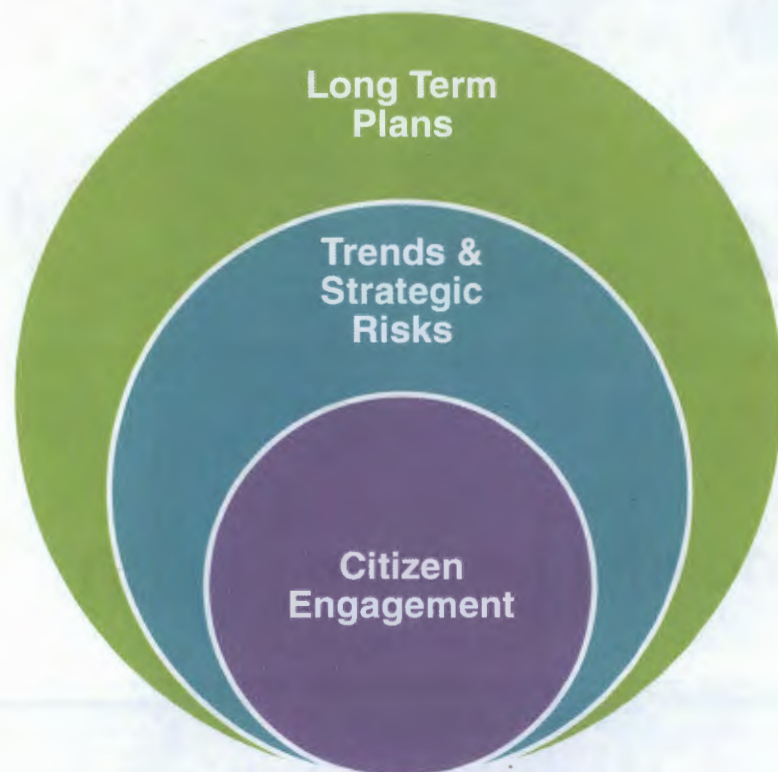 Long Term
Plans
Trends &
Strategic
Risks
Citizen
Engagement